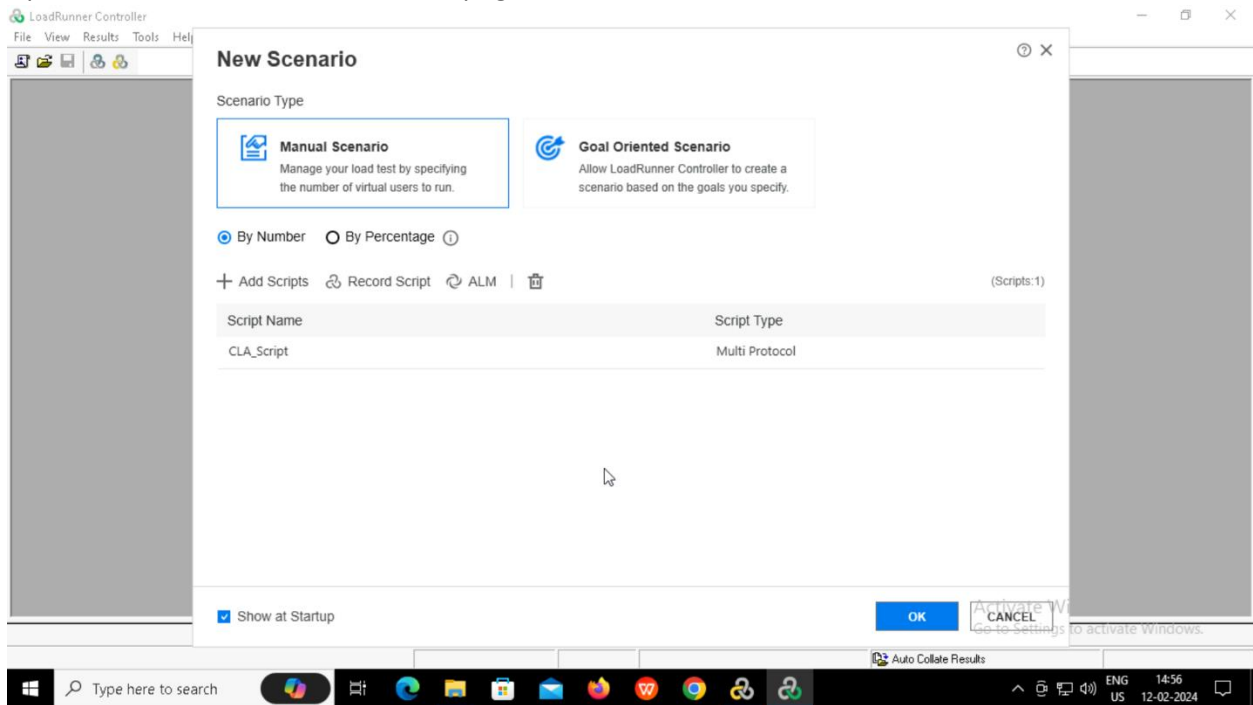 LoadRunner Controller
File View Results Tools Help
New Scenario
Scenario Type
Manual Scenario
Manage your load test by specifying
the number of virtual users to run.
Goal Oriented Scenario
Allow LoadRunner Controller to create a
scenario based on the goals you specify.
By Number By Percentage
Add Scripts Record Script ALM (Scripts:1)
Script Name Script Type
CLA_Script Multi Protocol
Show at Startup OK CANCEL
Activate Wi
Go to Settings to activate Windows.
Auto Collate Results
Type here to search ENG 14:56
US 12-02-2024